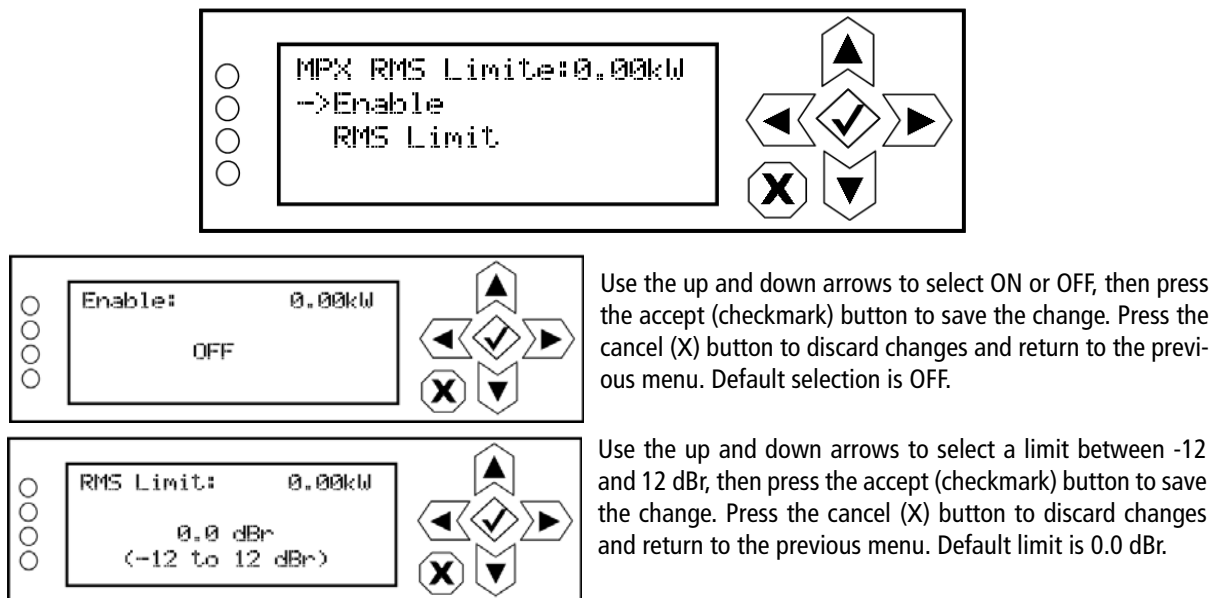 MPX RMS Limite:0.00kW
->Enable
RMS Limit
Enable: 0.00kW
OFF
Use the up and down arrows to select ON or OFF, then press
the accept (checkmark) button to save the change. Press the
cancel (X) button to discard changes and return to the previ-
ous menu. Default selection is OFF.
RMS Limit: 0.00kW
0.0 dBr
(-12 to 12 dBr)
Use the up and down arrows to select a limit between -12
and 12 dBr, then press the accept (checkmark) button to save
the change. Press the cancel (X) button to discard changes
and return to the previous menu. Default limit is 0.0 dBr.